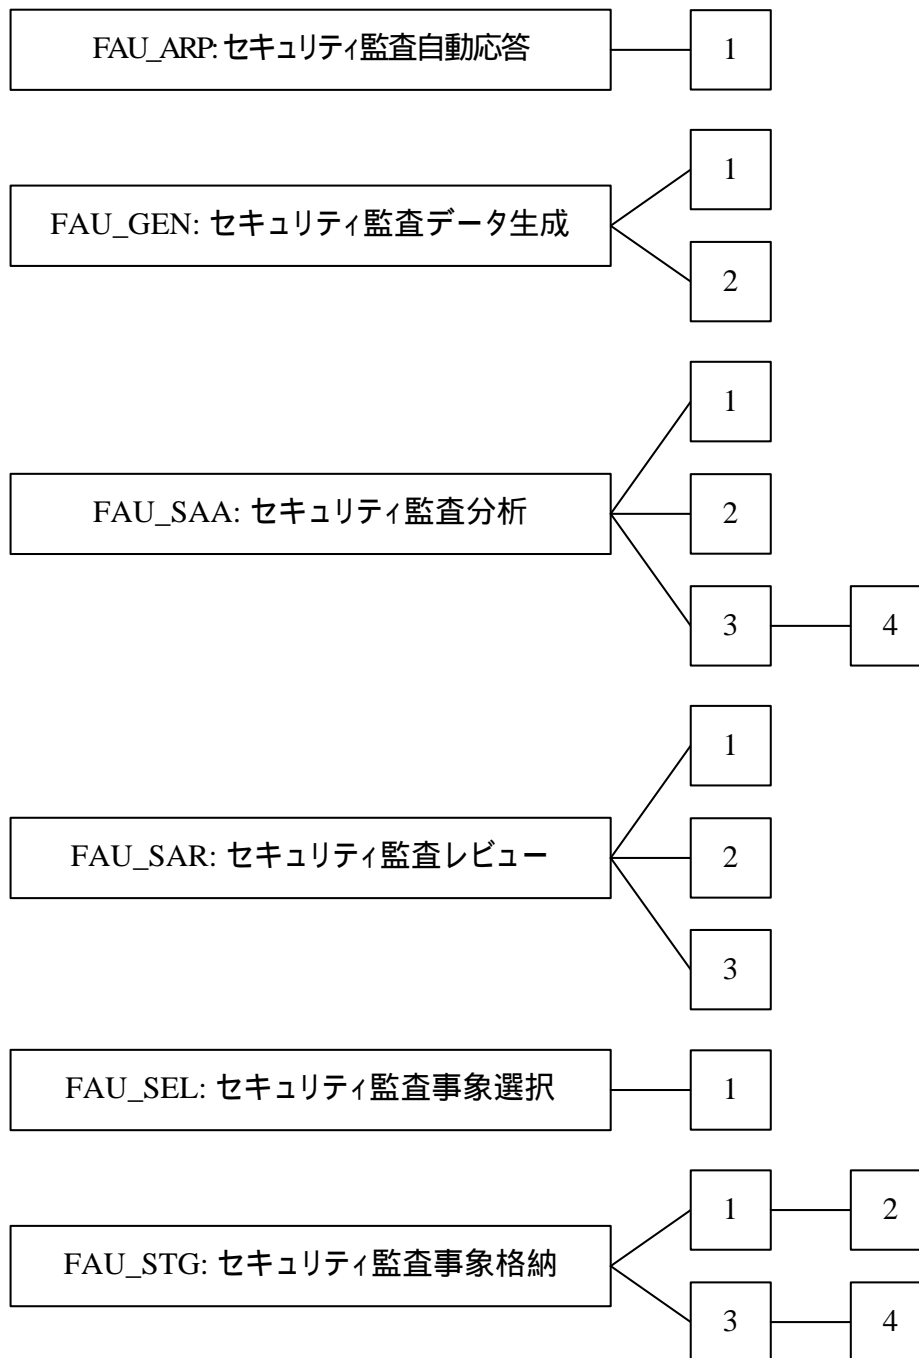 FAU_ARP: セキュリティ監査自動応答
1
FAU_GEN: セキュリティ監査データ生成
1
2
FAU_SAA: セキュリティ監査分析
1
2
3
4
FAU_SAR: セキュリティ監査レビュー
1
2
3
FAU_SEL: セキュリティ監査事象選択
1
FAU_STG: セキュリティ監査事象格納
1
2
3
4